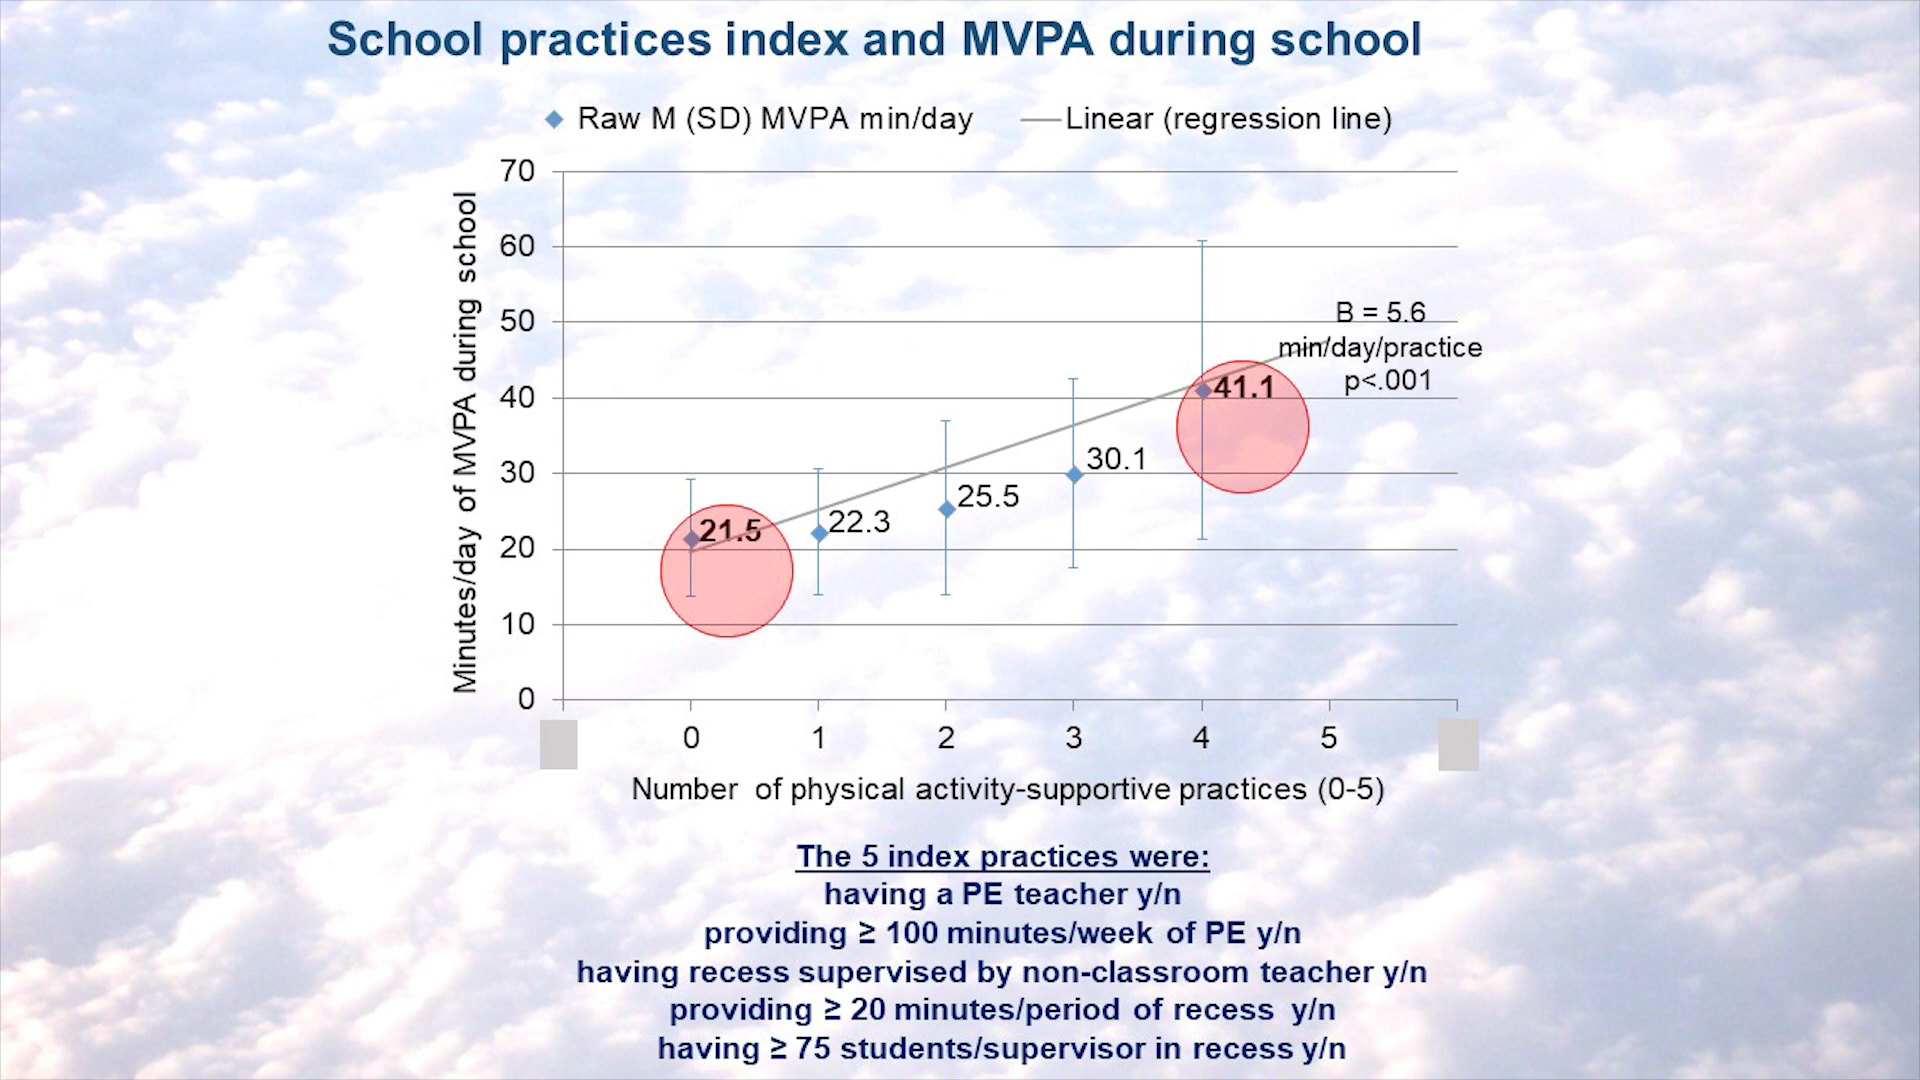 School practices index and MVPA during school
Raw M (SD) MVPA min/day
Linear (regression line)
Minutes/day of MVPA during school
70
60
50
40
30
20
10
0
21.5
22.3
25.5
30.1
41.1
B = 5.6
min/day/practice
p<.001
0 1 2 3 4 5
Number of physical activity-supportive practices (0-5)
The 5 index practices were:
having a PE teacher y/n
providing ≥ 100 minutes/week of PE y/n
having recess supervised by non-classroom teacher y/n
providing ≥ 20 minutes/period of recess y/n
having ≥ 75 students/supervisor in recess y/n